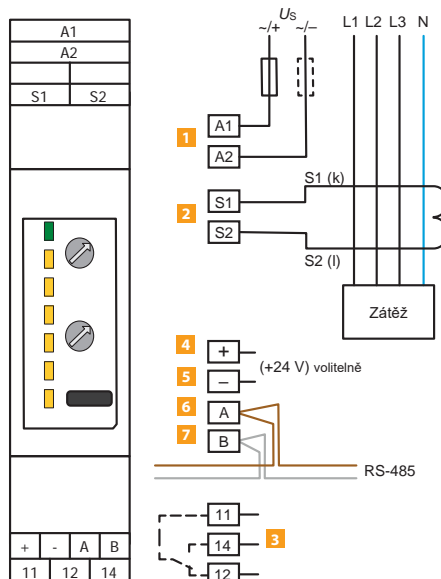 A1
A2
S1 S2
+ - A B
11 12 14
U_S
~/+ ~/–
L1 L2 L3 N
1
A1
A2
2
S1
S2
S1 (k)
S2 (l)
Zátěž
4
+
5
–
(+24 V) volitelně
6
A
7
B
RS-485
11
14
3
12